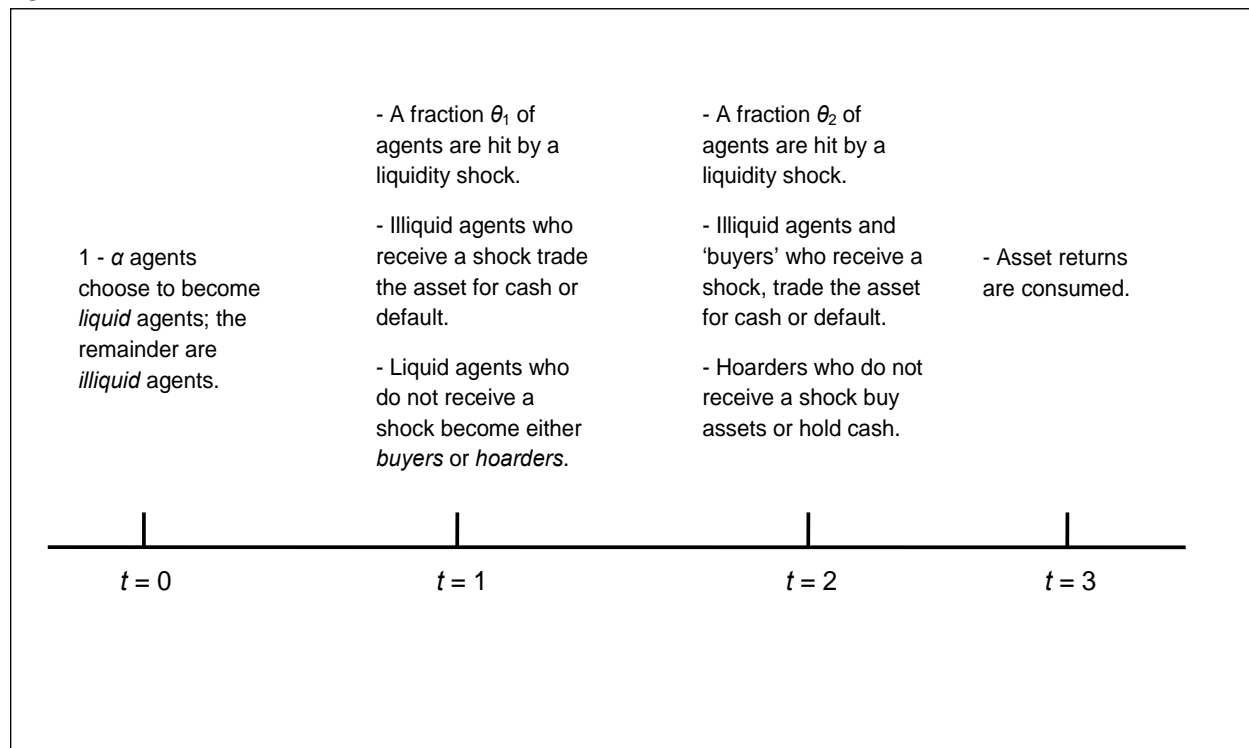 1 - α agents
choose to become
liquid agents; the
remainder are
illiquid agents.
- A fraction θ1 of
agents are hit by a
liquidity shock.
- Illiquid agents who
receive a shock trade
the asset for cash or
default.
- Liquid agents who
do not receive a
shock become either
buyers or hoarders.
- A fraction θ2 of
agents are hit by a
liquidity shock.
- Illiquid agents and
‘buyers’ who receive a
shock, trade the asset
for cash or default.
- Hoarders who do not
receive a shock buy
assets or hold cash.
- Asset returns
are consumed.
t = 0
t = 1
t = 2
t = 3